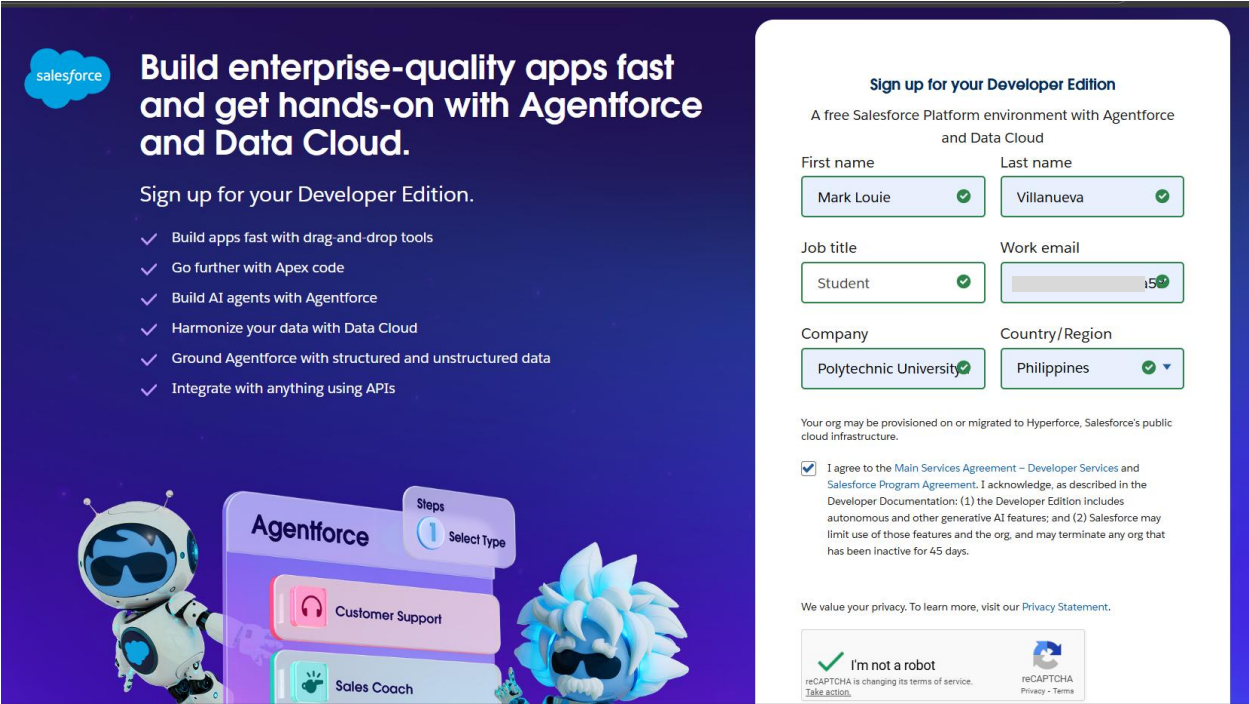 salesforce
Build enterprise-quality apps fast
and get hands-on with Agentforce
and Data Cloud.
Sign up for your Developer Edition.
Build apps fast with drag-and-drop tools
Go further with Apex code
Build AI agents with Agentforce
Harmonize your data with Data Cloud
Ground Agentforce with structured and unstructured data
Integrate with anything using APIs
Agentforce
Steps
1 Select Type
Customer Support
Sales Coach
Sign up for your Developer Edition
A free Salesforce Platform environment with Agentforce
and Data Cloud
First name Last name
Mark Louie Villanueva
Job title Work email
Student
Company Country/Region
Polytechnic University Philippines
Your org may be provisioned on or migrated to Hyperforce, Salesforce's public
cloud infrastructure.
I agree to the Main Services Agreement – Developer Services and
Salesforce Program Agreement. I acknowledge, as described in the
Developer Documentation: (1) the Developer Edition includes
autonomous and other generative AI features; and (2) Salesforce may
limit use of those features and the org, and may terminate any org that
has been inactive for 45 days.
We value your privacy. To learn more, visit our Privacy Statement.
I'm not a robot
reCAPTCHA is changing its terms of service.
Take action.
reCAPTCHA
Privacy - Terms